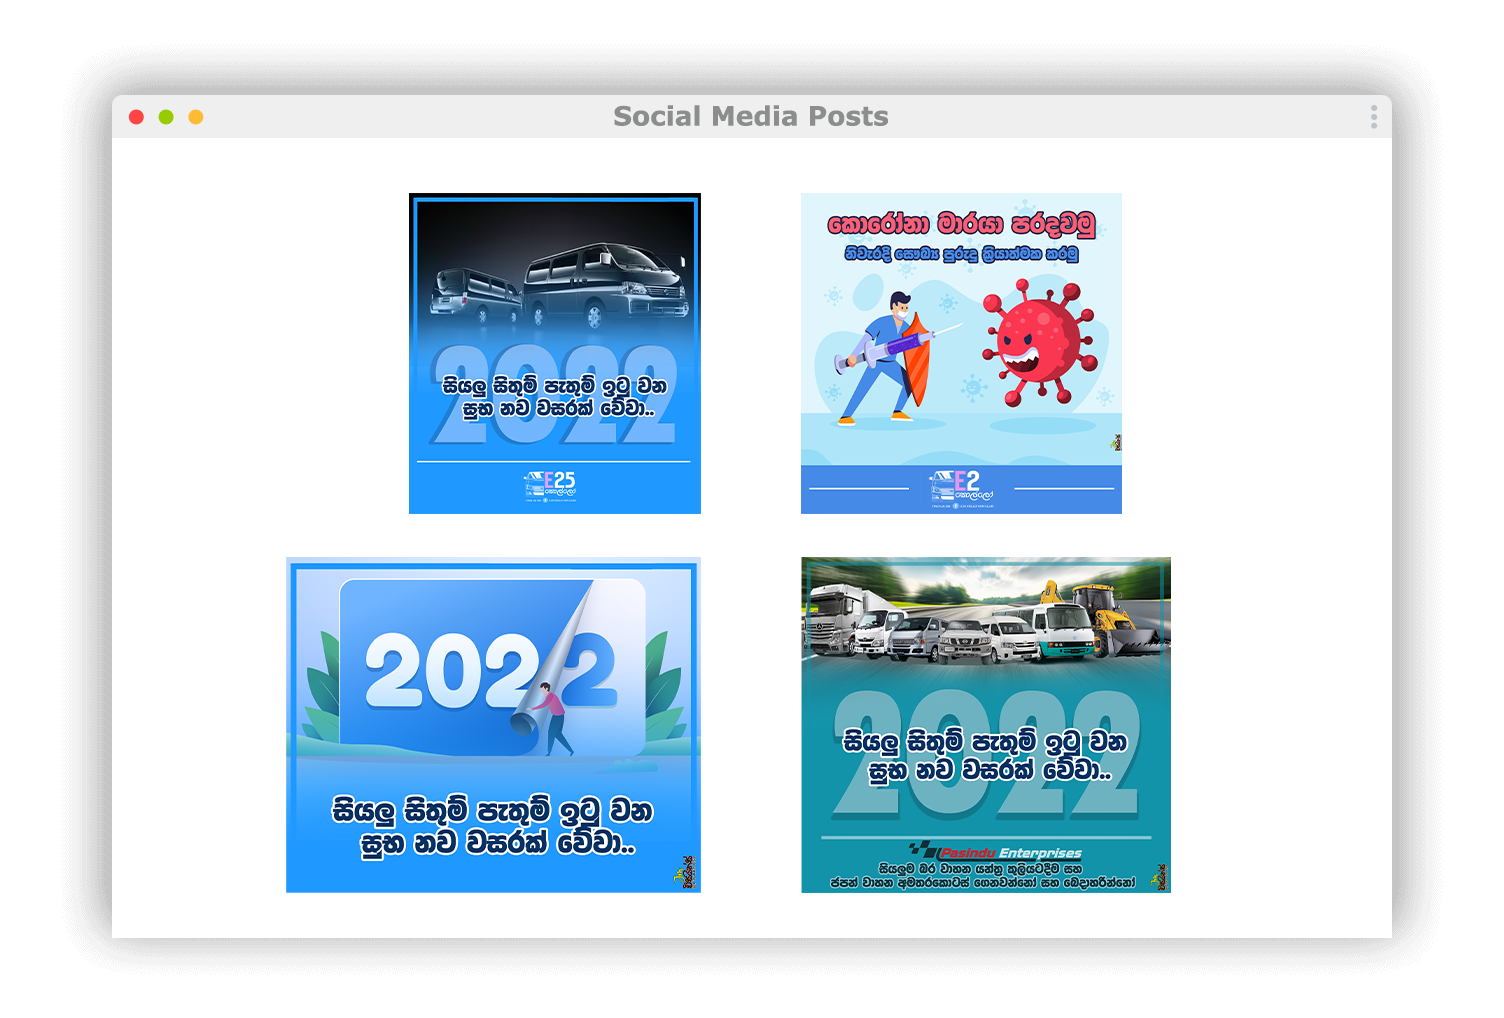 Social Media Posts
2022
සියලු සිතුම් පැතුම් ඉටු වන
සුභ නව වසරක් වේවා..
E25
කොල්ලෝ
කොරෝනා මාරයා පරදවමු
නිවැරදි සෞඛ්‍ය පුරුදු ක්‍රියාත්මක කරමු
E2
කොල්ලෝ
2022
සියලු සිතුම් පැතුම් ඉටු වන
සුභ නව වසරක් වේවා..
2022
සියලු සිතුම් පැතුම් ඉටු වන
සුභ නව වසරක් වේවා..
Pasindu Enterprises
සියලුම බර වාහන යන්ත්‍ර කුලියටදීම සහ
ජපන් වාහන අමතරකොටස් ගෙනවන්නෝ සහ බෙදාහරින්නෝ